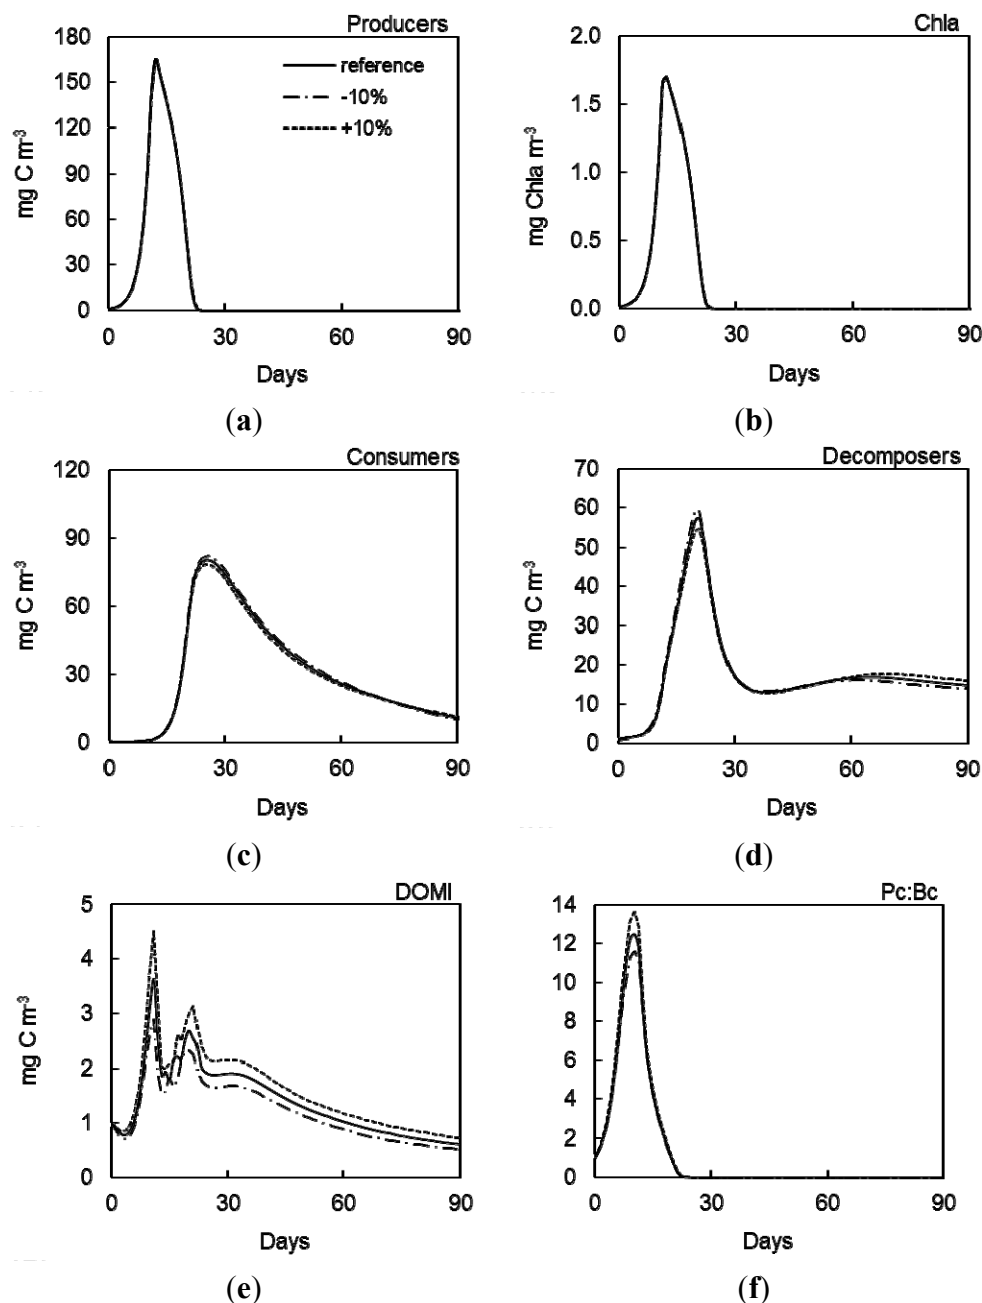 Producers
180
150
120
90
60
30
0
mg C m-3
reference
-10%
+10%
0 30 60 90
Days
(a)
Chla
2.0
1.5
1.0
0.5
0.0
mg Chla m-3
0 30 60 90
Days
(b)
Consumers
120
90
60
30
0
mg C m-3
0 30 60 90
Days
(c)
Decomposers
70
60
50
40
30
20
10
0
mg C m-3
0 30 60 90
Days
(d)
DOMI
5
4
3
2
1
0
mg C m-3
0 30 60 90
Days
(e)
Pc:Bc
14
12
10
8
6
4
2
0
0 30 60 90
Days
(f)